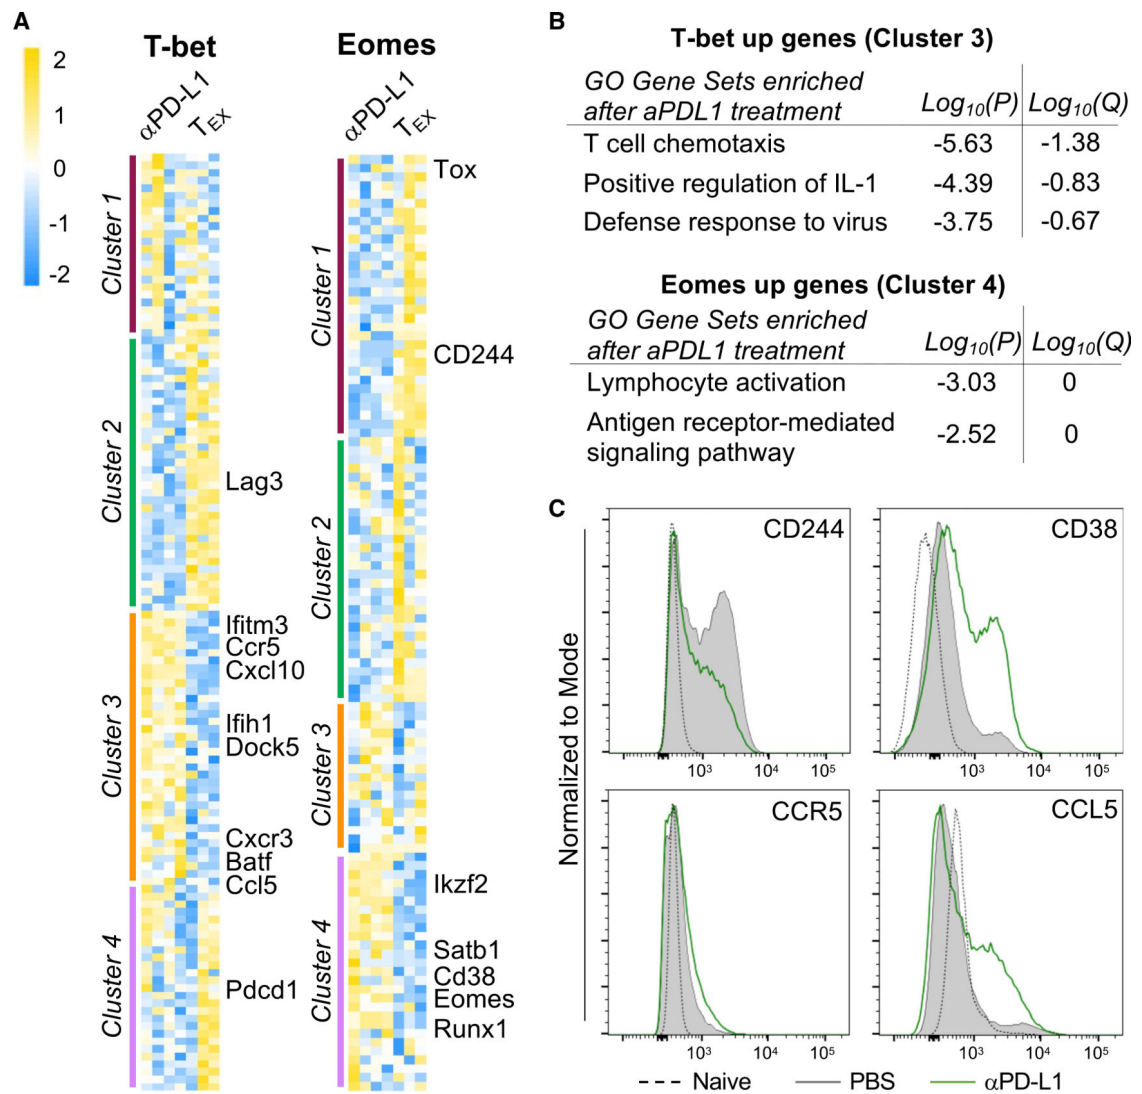 A
T-bet
Eomes
αPD-L1
T_EX
αPD-L1
T_EX
2
1
0
-1
-2
Cluster 1
Cluster 2
Cluster 3
Cluster 4
Lag3
Ifitm3
Ccr5
Cxcl10
Ifih1
Dock5
Cxcr3
Batf
Ccl5
Pdcd1
Cluster 1
Cluster 2
Cluster 3
Cluster 4
Tox
CD244
Ikzf2
Satb1
Cd38
Eomes
Runx1
B
T-bet up genes (Cluster 3)
GO Gene Sets enriched
after aPDL1 treatment Log10(P) Log10(Q)
T cell chemotaxis -5.63 -1.38
Positive regulation of IL-1 -4.39 -0.83
Defense response to virus -3.75 -0.67
Eomes up genes (Cluster 4)
GO Gene Sets enriched
after aPDL1 treatment Log10(P) Log10(Q)
Lymphocyte activation -3.03 0
Antigen receptor-mediated
signaling pathway -2.52 0
C
Normalized to Mode
CD244
10³ 10⁴ 10⁵
CD38
10³ 10⁴ 10⁵
CCR5
10³ 10⁴ 10⁵
CCL5
10³ 10⁴ 10⁵
Naive PBS αPD-L1